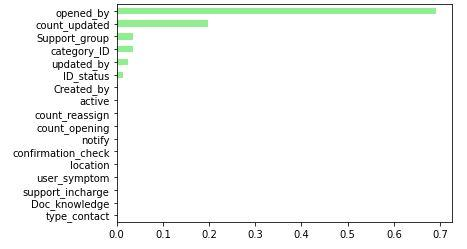 opened_by
count_updated
Support_group
category_ID
updated_by
ID_status
Created_by
active
count_reassign
count_opening
notify
confirmation_check
location
user_symptom
support_incharge
Doc_knowledge
type_contact
0.0 0.1 0.2 0.3 0.4 0.5 0.6 0.7